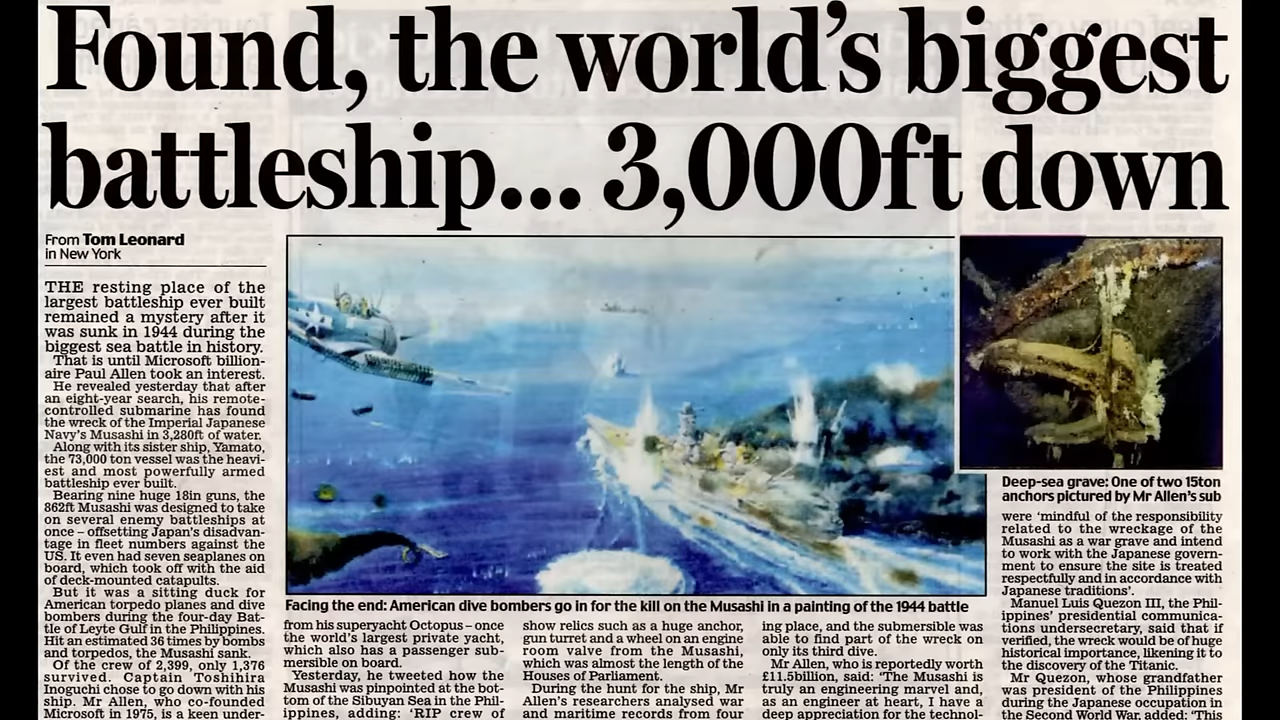 Found, the world's biggest
battleship... 3,000ft down
From Tom Leonard
in New York
THE resting place of the
largest battleship ever built
remained a mystery after it
was sunk in 1944 during the
biggest sea battle in history.
That is until Microsoft billion-
aire Paul Allen took an interest.
He revealed yesterday that after
an eight-year search, his remote-
controlled submarine has found
the wreck of the Imperial Japanese
Navy's Musashi in 3,280ft of water.
Along with its sister ship, Yamato,
the 73,000 ton vessel was the heavi-
est and most powerfully armed
battleship ever built.
Bearing nine huge 18in guns, the
862ft Musashi was designed to take
on several enemy battleships at
once – offsetting Japan's disadvan-
tage in fleet numbers against the
US. It even had seven seaplanes on
board, which took off with the aid
of deck-mounted catapults.
But it was a sitting duck for
American torpedo planes and dive
bombers during the four-day Bat-
tle of Leyte Gulf in the Philippines.
Hit an estimated 36 times by bombs
and torpedos, the Musashi sank.
Of the crew of 2,399, only 1,376
survived. Captain Toshihira
Inoguchi chose to go down with his
ship. Mr Allen, who co-founded
Microsoft in 1975, is a keen under-
Facing the end: American dive bombers go in for the kill on the Musashi in a painting of the 1944 battle
from his superyacht Octopus – once
the world's largest private yacht,
which also has a passenger sub-
mersible on board.
Yesterday, he tweeted how the
Musashi was pinpointed at the bot-
tom of the Sibuyan Sea in the Phil-
ippines, adding: 'RIP crew of
show relics such as a huge anchor,
gun turret and a wheel on an engine
room valve from the Musashi,
which was almost the length of the
Houses of Parliament.
During the hunt for the ship, Mr
Allen's researchers analysed war
and maritime records from four
ing place, and the submersible was
able to find part of the wreck on
only its third dive.
Mr Allen, who is reportedly worth
£11.5billion, said: 'The Musashi is
truly an engineering marvel and,
as an engineer at heart, I have a
deep appreciation for the technol-
Deep-sea grave: One of two 15ton
anchors pictured by Mr Allen's sub
were 'mindful of the responsibility
related to the wreckage of the
Musashi as a war grave and intend
to work with the Japanese govern-
ment to ensure the site is treated
respectfully and in accordance with
Japanese traditions'.
Manuel Luis Quezon III, the Phil-
ippines' presidential communica-
tions undersecretary, said that if
verified, the wreck would be of huge
historical importance, likening it to
the discovery of the Titanic.
Mr Quezon, whose grandfather
was president of the Philippines
during the Japanese occupation in
the Second World War, added: 'This